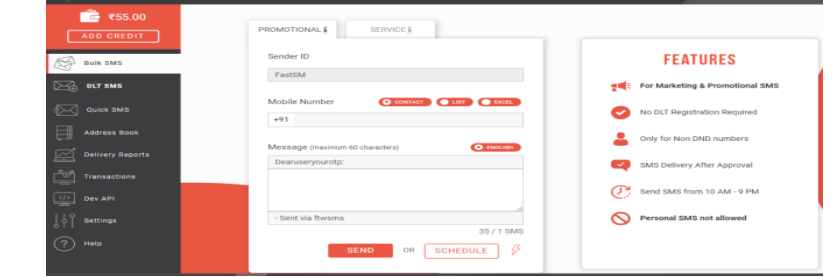 ₹55.00
ADD CREDIT
Bulk SMS
DLT SMS
Quick SMS
Address Book
Delivery Reports
Transactions
Dev API
Settings
Help
PROMOTIONAL SERVICE
Sender ID
FastSM
Mobile Number CONTACT LIST EXCEL
+91
Message (maximum 60 characters) ENGLISH
Dearuseryourotp:
- Sent via ftwsms
35 / 1 SMS
SEND OR SCHEDULE
FEATURES
For Marketing & Promotional SMS
No DLT Registration Required
Only for Non DND numbers
SMS Delivery After Approval
Send SMS from 10 AM - 9 PM
Personal SMS not allowed